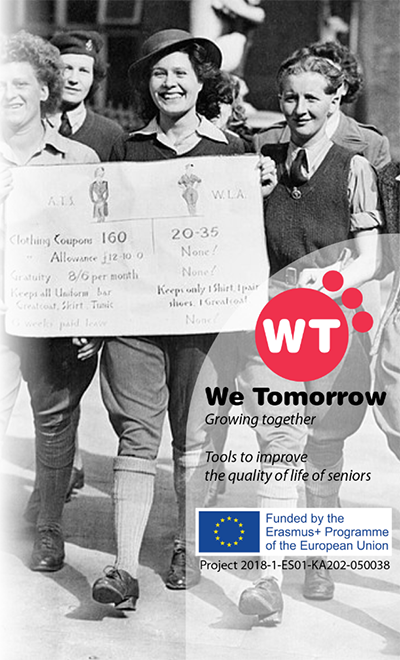 A.T.S. W.L.A.
Clothing Coupons 160 20-35
" Allowance £12-10-0 None!
Gratuity 8/6 per month None!
Keeps all Uniform bar Keeps only 1 Shirt, 1 pair
Greatcoat, Skirt, Tunic shoes, 1 Greatcoat
weeks paid leave None!
WT
We Tomorrow
Growing together
Tools to improve
the quality of life of seniors
Funded by the
Erasmus+ Programme
of the European Union
Project 2018-1-ES01-KA202-050038